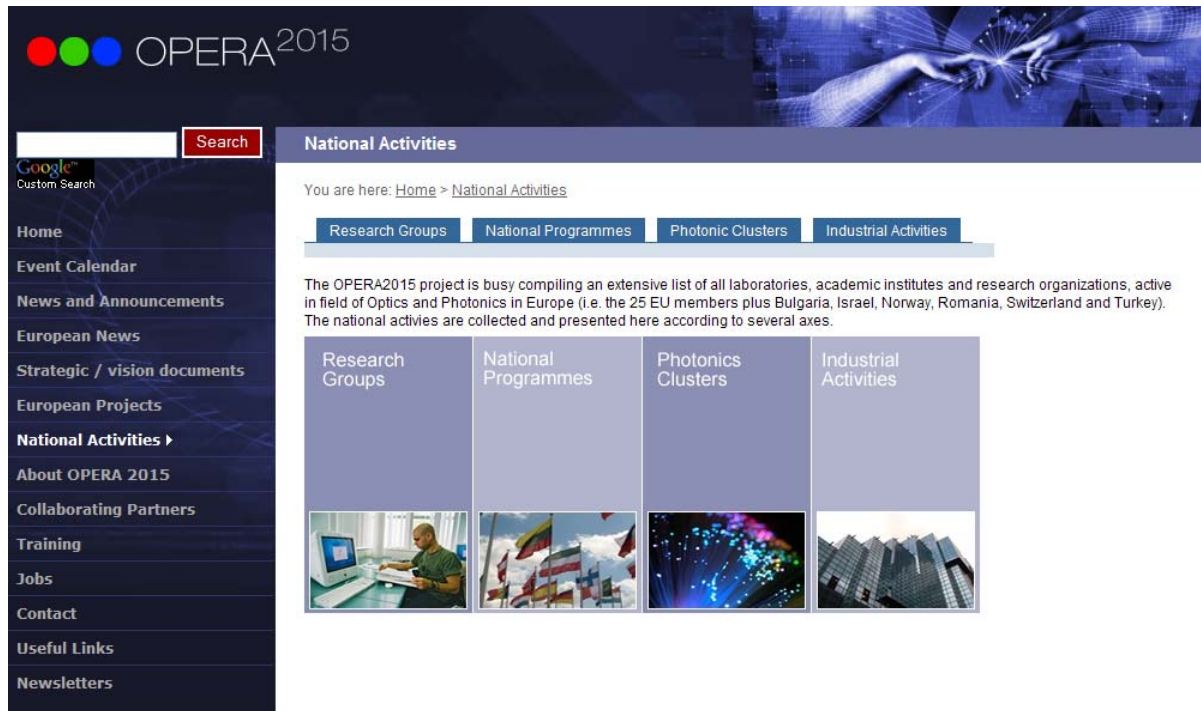 OPERA2015
Search
Google™
Custom Search
Home
Event Calendar
News and Announcements
European News
Strategic / vision documents
European Projects
National Activities
About OPERA 2015
Collaborating Partners
Training
Jobs
Contact
Useful Links
Newsletters
National Activities
You are here: Home > National Activities
Research Groups National Programmes Photonic Clusters Industrial Activities
The OPERA2015 project is busy compiling an extensive list of all laboratories, academic institutes and research organizations, active
in field of Optics and Photonics in Europe (i.e. the 25 EU members plus Bulgaria, Israel, Norway, Romania, Switzerland and Turkey).
The national activies are collected and presented here according to several axes.
Research
Groups
National
Programmes
Photonics
Clusters
Industrial
Activities